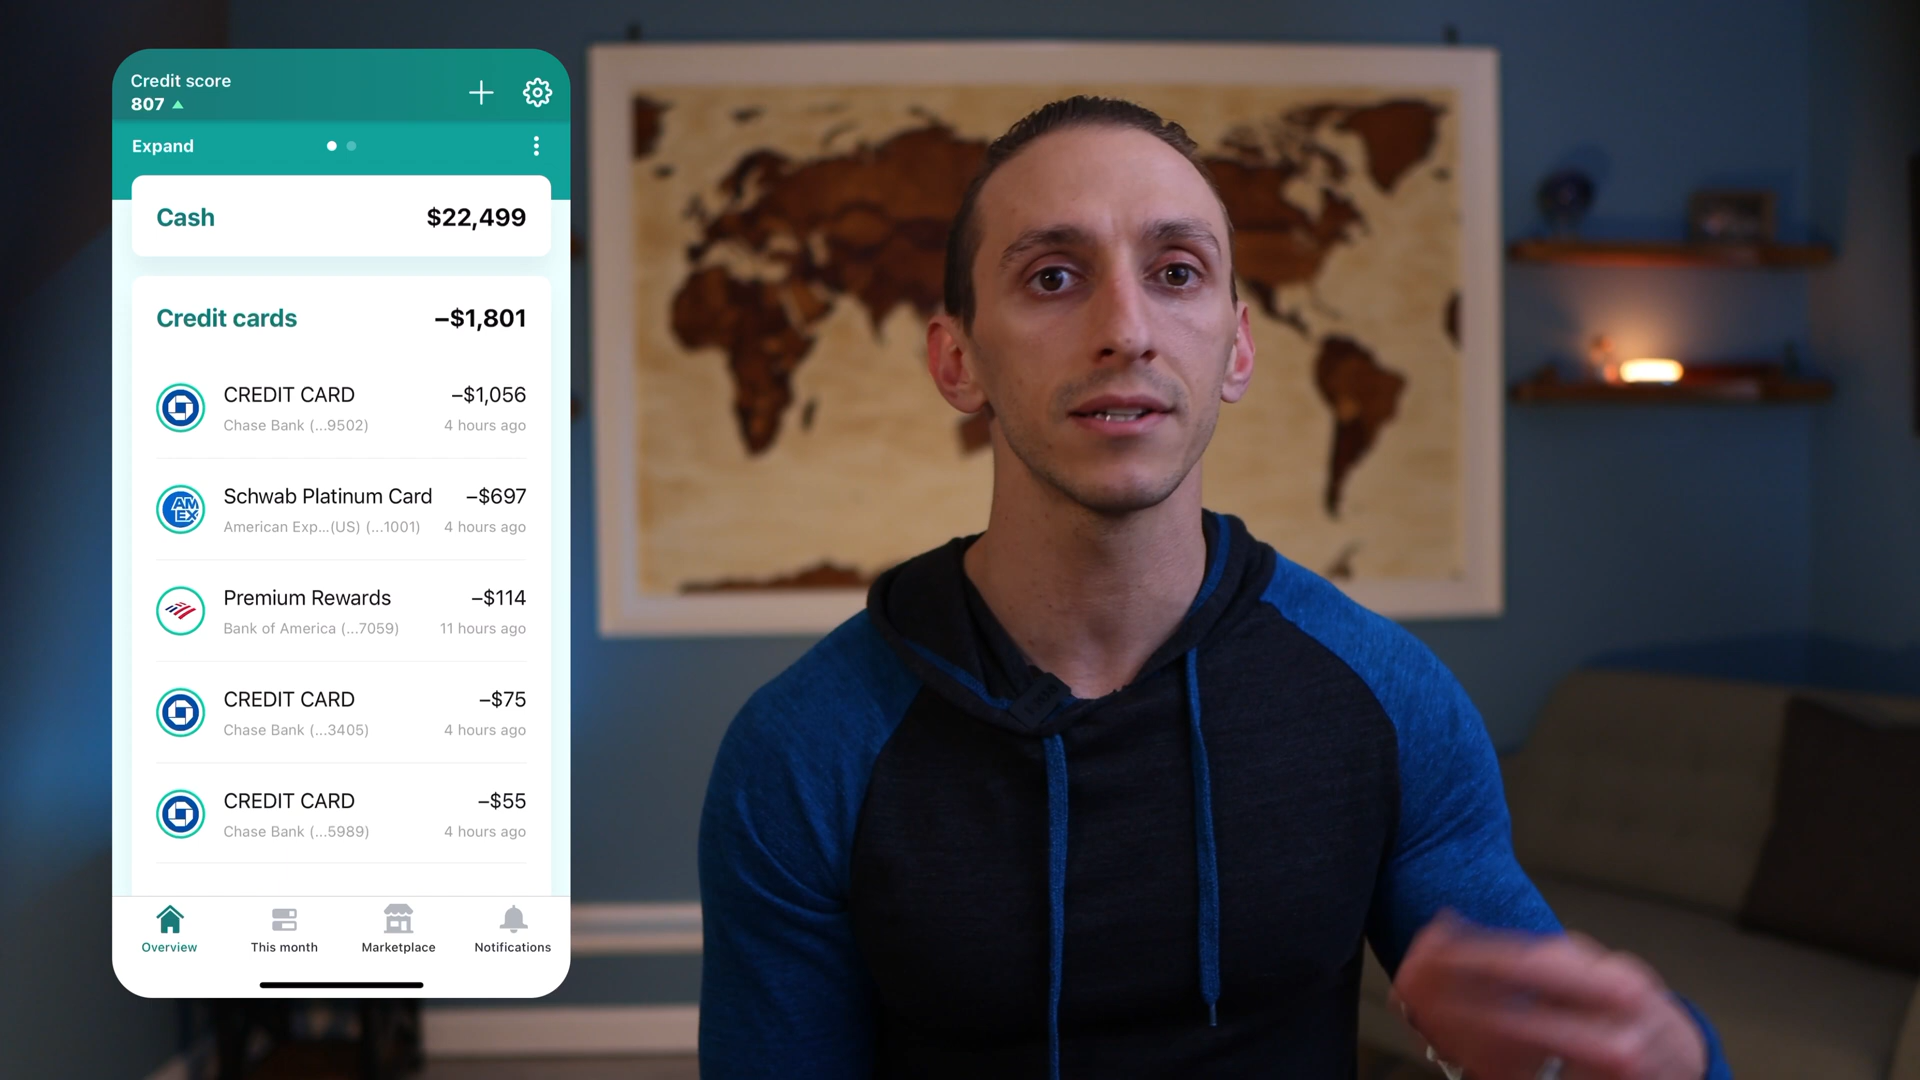 Credit score
807
Expand
Cash $22,499
Credit cards –$1,801
CREDIT CARD –$1,056
Chase Bank (...9502) 4 hours ago
AM
EX
Schwab Platinum Card –$697
American Exp...(US) (...1001) 4 hours ago
Premium Rewards –$114
Bank of America (...7059) 11 hours ago
CREDIT CARD –$75
Chase Bank (...3405) 4 hours ago
CREDIT CARD –$55
Chase Bank (...5989) 4 hours ago
Overview This month Marketplace Notifications